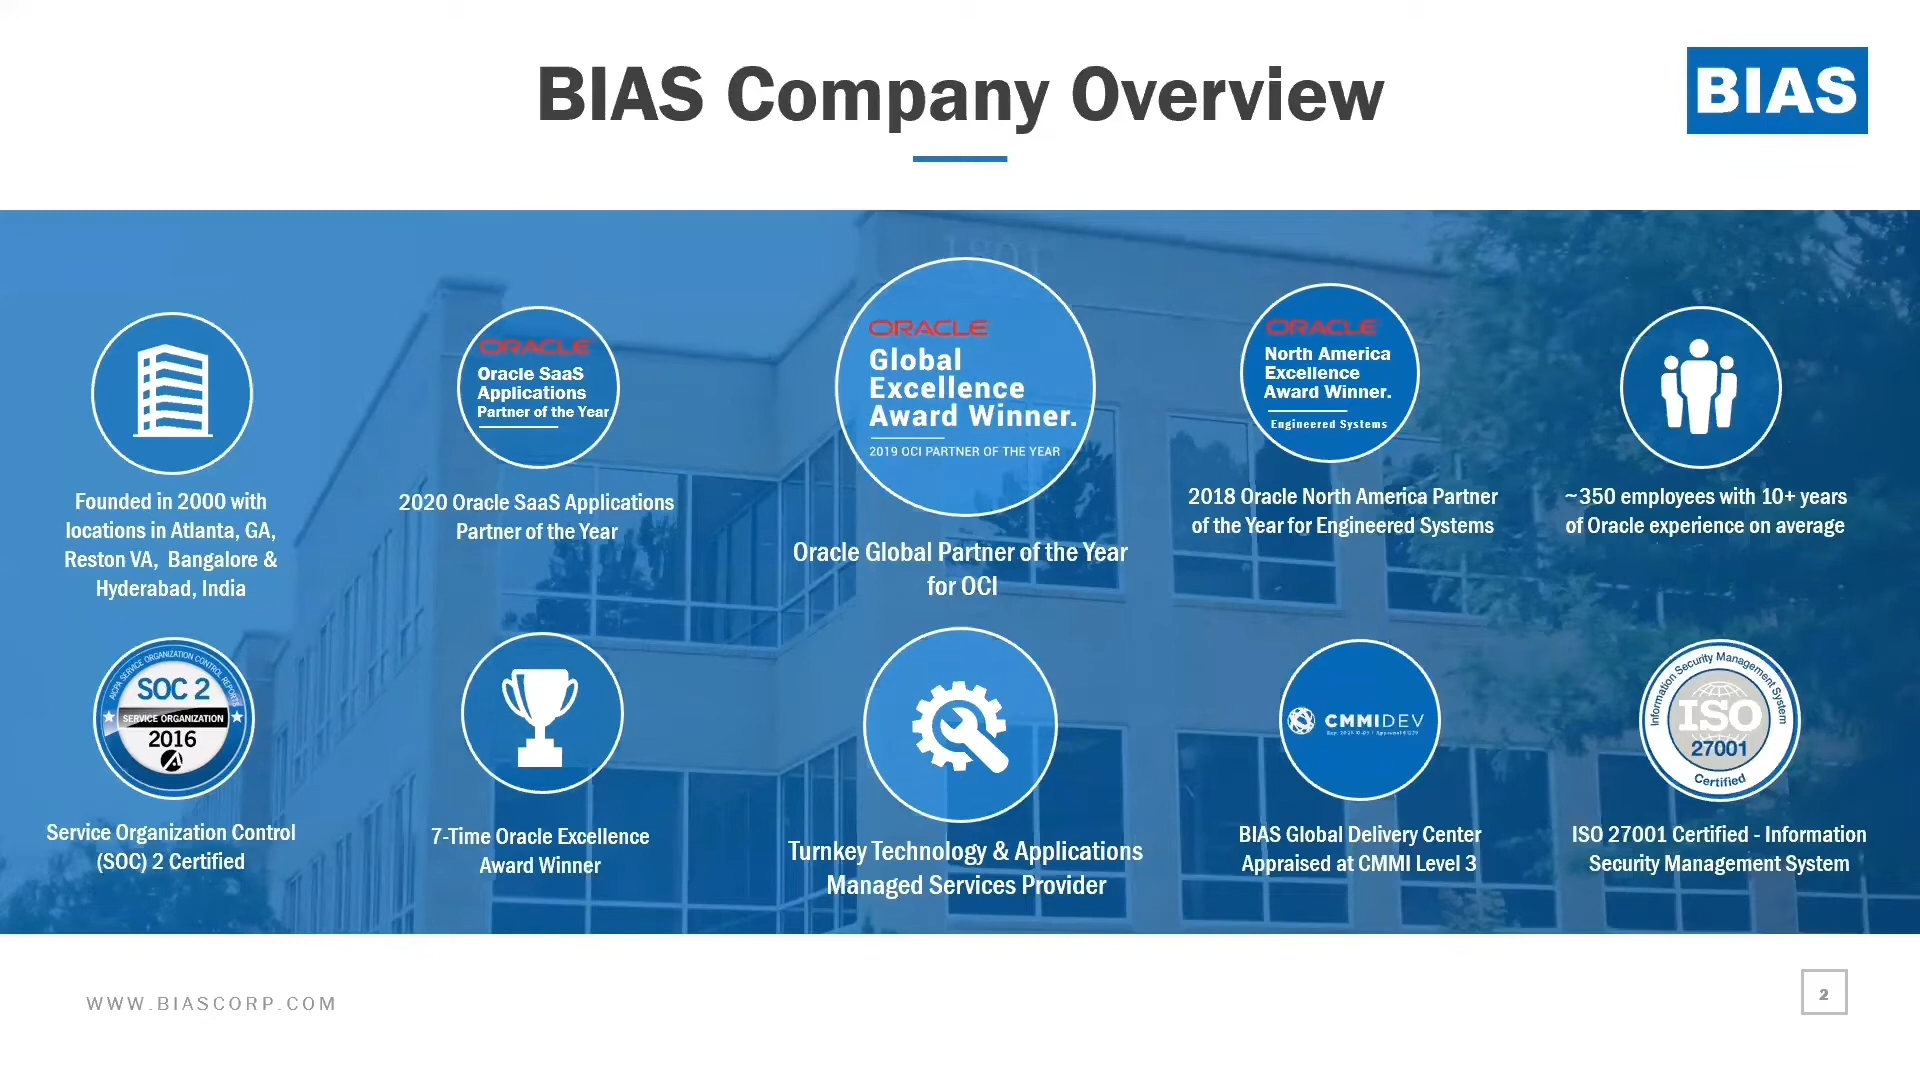 BIAS Company Overview
BIAS
ORACLE
Oracle SaaS
Applications
Partner of the Year
ORACLE
Global
Excellence
Award Winner.
2019 OCI PARTNER OF THE YEAR
ORACLE
North America
Excellence
Award Winner.
Engineered Systems
Founded in 2000 with
locations in Atlanta, GA,
Reston VA, Bangalore &
Hyderabad, India
2020 Oracle SaaS Applications
Partner of the Year
Oracle Global Partner of the Year
for OCI
2018 Oracle North America Partner
of the Year for Engineered Systems
~350 employees with 10+ years
of Oracle experience on average
AICPA SERVICE ORGANIZATION CONTROL REPORTS
SOC 2
SERVICE ORGANIZATION
2016
CMMIDEV
Information Security Management System
ISO
27001
Certified
Service Organization Control
(SOC) 2 Certified
7-Time Oracle Excellence
Award Winner
Turnkey Technology & Applications
Managed Services Provider
BIAS Global Delivery Center
Appraised at CMMI Level 3
ISO 27001 Certified - Information
Security Management System
WWW.BIASCORP.COM
2